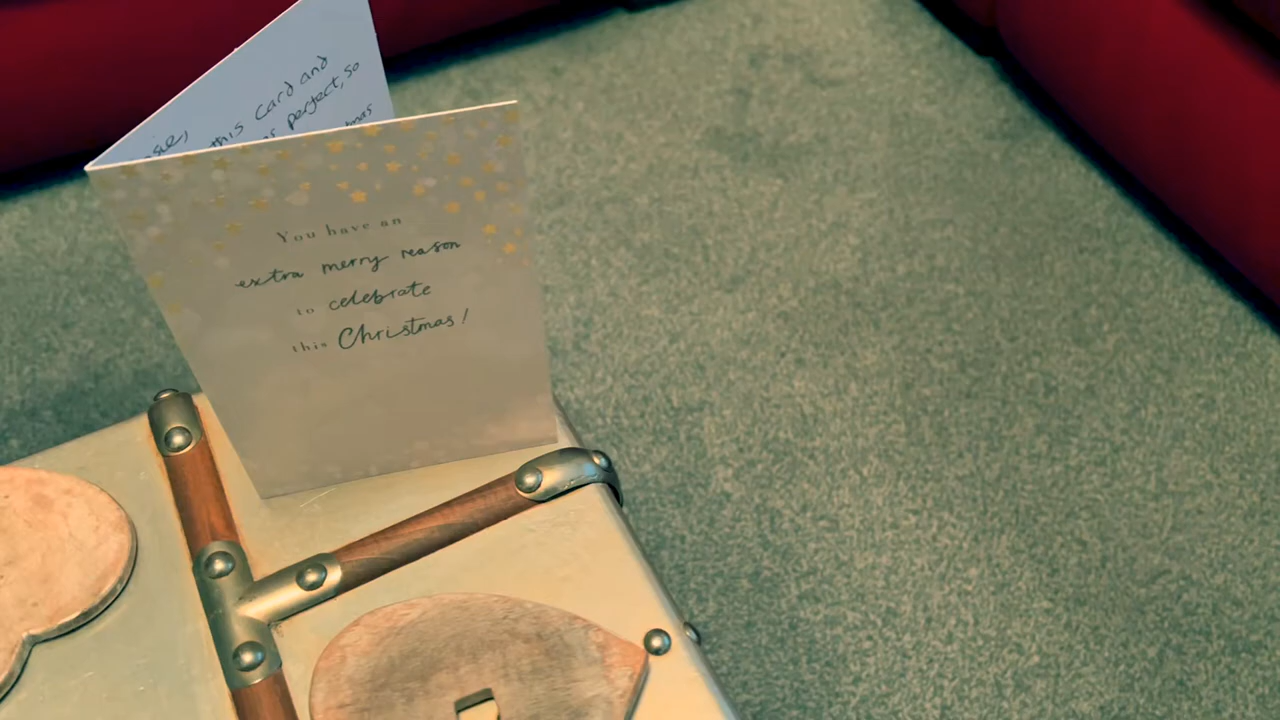 this card and
perfect, so
You have an
extra merry reason
to celebrate
this Christmas!